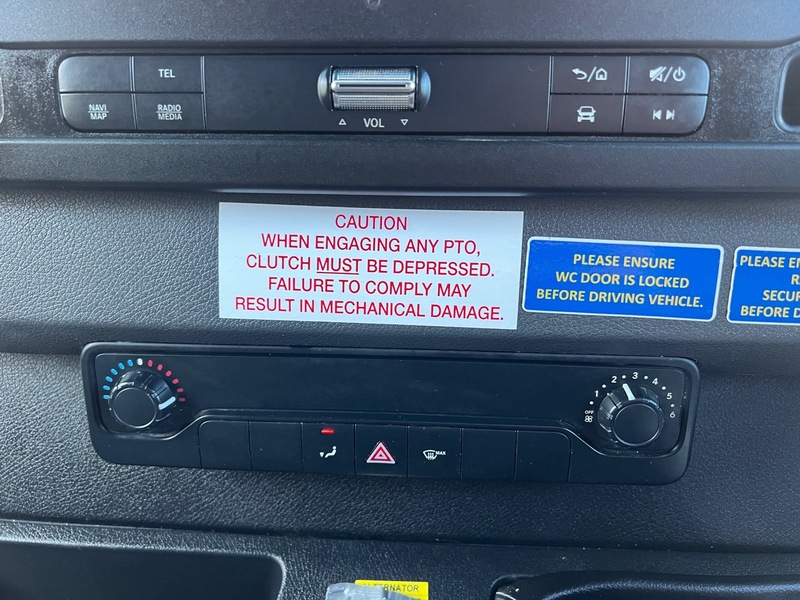 TEL
NAVI
MAP
RADIO
MEDIA
VOL
CAUTION
WHEN ENGAGING ANY PTO,
CLUTCH MUST BE DEPRESSED.
FAILURE TO COMPLY MAY
RESULT IN MECHANICAL DAMAGE.
PLEASE ENSURE
WC DOOR IS LOCKED
BEFORE DRIVING VEHICLE.
PLEASE
BEFORE
OFF 1 2 3 4 5 6
MAX
ALTERNATOR